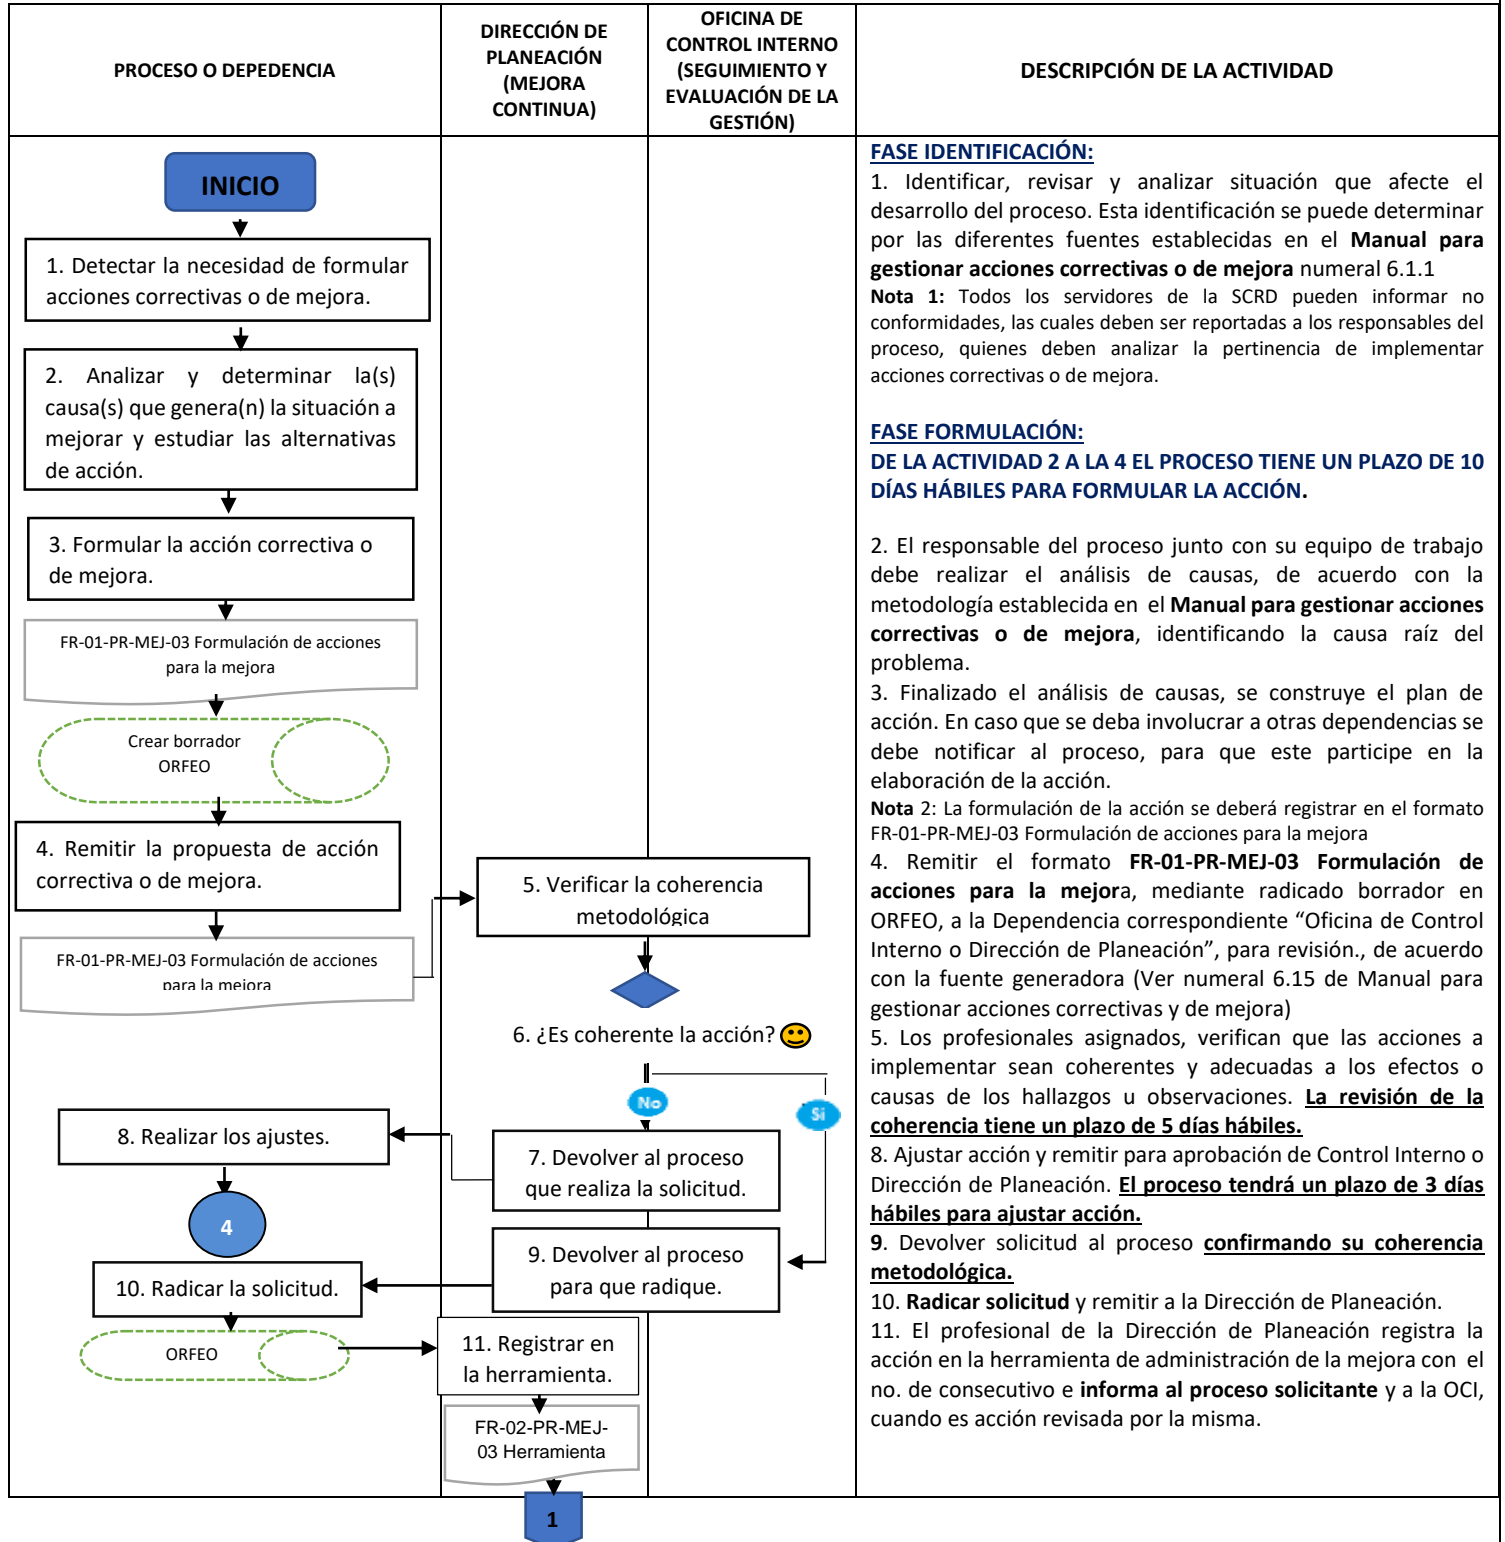 PROCESO O DEPEDENCIA
DIRECCIÓN DE
PLANEACIÓN
(MEJORA
CONTINUA)
OFICINA DE
CONTROL INTERNO
(SEGUIMIENTO Y
EVALUACIÓN DE LA
GESTIÓN)
DESCRIPCIÓN DE LA ACTIVIDAD
INICIO
1. Detectar la necesidad de formular
acciones correctivas o de mejora.
2. Analizar y determinar la(s)
causa(s) que genera(n) la situación a
mejorar y estudiar las alternativas
de acción.
3. Formular la acción correctiva o
de mejora.
FR-01-PR-MEJ-03 Formulación de acciones
para la mejora
Crear borrador
ORFEO
4. Remitir la propuesta de acción
correctiva o de mejora.
FR-01-PR-MEJ-03 Formulación de acciones
para la mejora
5. Verificar la coherencia
metodológica
6. ¿Es coherente la acción?
No
Si
7. Devolver al proceso
que realiza la solicitud.
8. Realizar los ajustes.
4
9. Devolver al proceso
para que radique.
10. Radicar la solicitud.
ORFEO
11. Registrar en
la herramienta.
FR-02-PR-MEJ-
03 Herramienta
1
FASE IDENTIFICACIÓN:
1. Identificar, revisar y analizar situación que afecte el
desarrollo del proceso. Esta identificación se puede determinar
por las diferentes fuentes establecidas en el Manual para
gestionar acciones correctivas o de mejora numeral 6.1.1
Nota 1: Todos los servidores de la SCRD pueden informar no
conformidades, las cuales deben ser reportadas a los responsables del
proceso, quienes deben analizar la pertinencia de implementar
acciones correctivas o de mejora.
FASE FORMULACIÓN:
DE LA ACTIVIDAD 2 A LA 4 EL PROCESO TIENE UN PLAZO DE 10
DÍAS HÁBILES PARA FORMULAR LA ACCIÓN.
2. El responsable del proceso junto con su equipo de trabajo
debe realizar el análisis de causas, de acuerdo con la
metodología establecida en el Manual para gestionar acciones
correctivas o de mejora, identificando la causa raíz del
problema.
3. Finalizado el análisis de causas, se construye el plan de
acción. En caso que se deba involucrar a otras dependencias se
debe notificar al proceso, para que este participe en la
elaboración de la acción.
Nota 2: La formulación de la acción se deberá registrar en el formato
FR-01-PR-MEJ-03 Formulación de acciones para la mejora
4. Remitir el formato FR-01-PR-MEJ-03 Formulación de
acciones para la mejora, mediante radicado borrador en
ORFEO, a la Dependencia correspondiente “Oficina de Control
Interno o Dirección de Planeación”, para revisión., de acuerdo
con la fuente generadora (Ver numeral 6.15 de Manual para
gestionar acciones correctivas y de mejora)
5. Los profesionales asignados, verifican que las acciones a
implementar sean coherentes y adecuadas a los efectos o
causas de los hallazgos u observaciones. La revisión de la
coherencia tiene un plazo de 5 días hábiles.
8. Ajustar acción y remitir para aprobación de Control Interno o
Dirección de Planeación. El proceso tendrá un plazo de 3 días
hábiles para ajustar acción.
9. Devolver solicitud al proceso confirmando su coherencia
metodológica.
10. Radicar solicitud y remitir a la Dirección de Planeación.
11. El profesional de la Dirección de Planeación registra la
acción en la herramienta de administración de la mejora con el
no. de consecutivo e informa al proceso solicitante y a la OCI,
cuando es acción revisada por la misma.